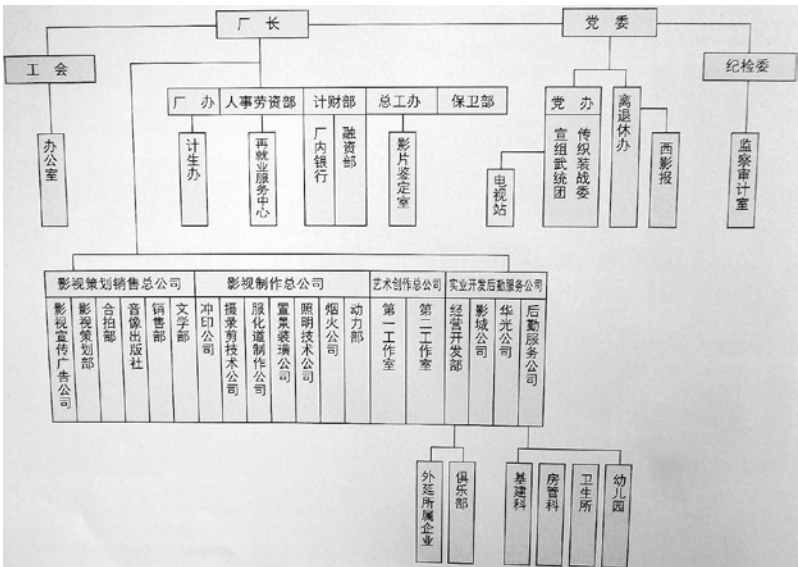 厂 长
党 委
工 会
纪检委
厂 办
人事劳资部
计财部
总工办
保卫部
党 办
宣传
组织
武装
统战
团委
离退休办
办公室
计生办
再就业服务中心
厂内银行
融资部
影片鉴定室
电视站
西影报
监察审计室
影视策划销售总公司
影视制作总公司
艺术创作总公司
实业开发后勤服务公司
影视宣传广告公司
影视策划部
合拍部
音像出版社
销售部
文学部
冲印公司
摄录剪技术公司
服化道制作公司
置景装璜公司
照明技术公司
烟火公司
动力部
第一工作室
第二工作室
经营开发部
影城公司
华光公司
后勤服务公司
外延所属企业
俱乐部
基建科
房管科
卫生所
幼儿园